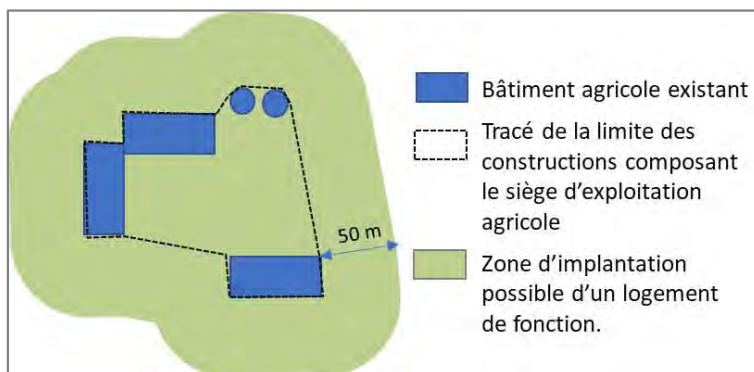 Bâtiment agricole existant
Tracé de la limite des
constructions composant
le siège d'exploitation
agricole
50 m
Zone d'implantation
possible d'un logement
de fonction.